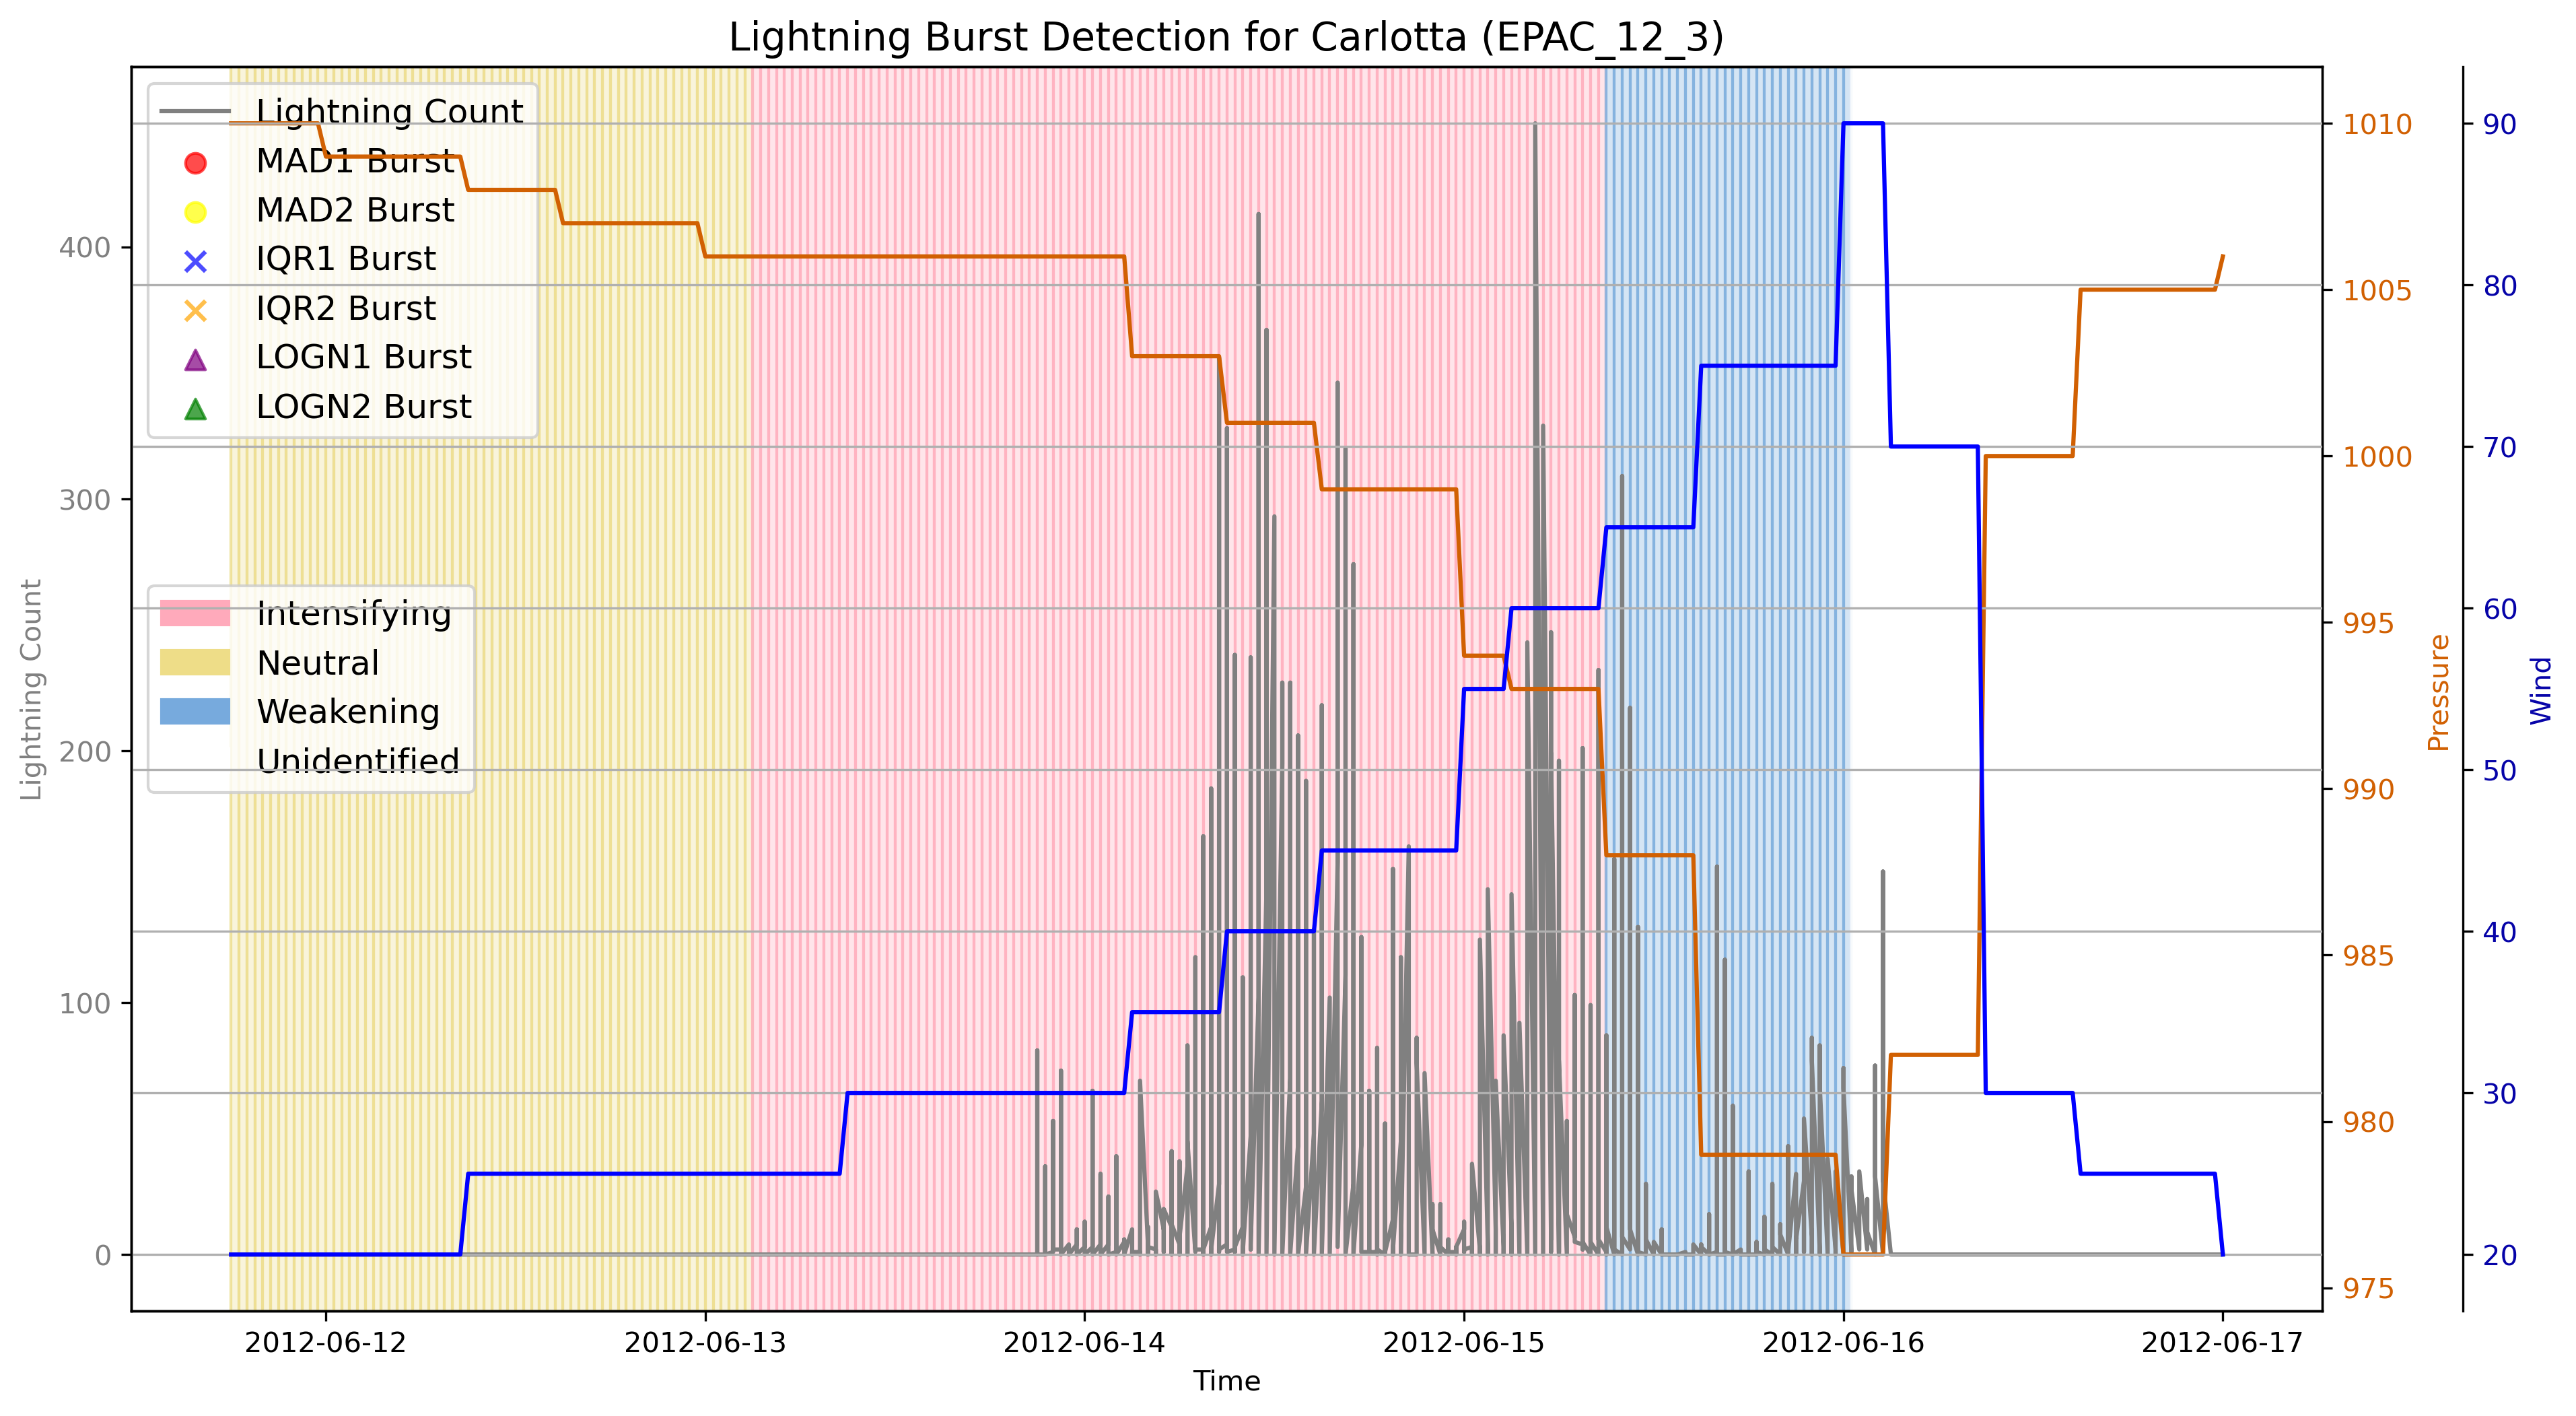 Lightning Burst Detection for Carlotta (EPAC_12_3)
Lightning Count
MAD1 Burst
MAD2 Burst
IQR1 Burst
IQR2 Burst
LOGN1 Burst
LOGN2 Burst
Intensifying
Neutral
Weakening
Unidentified
Lightning Count
400
300
200
100
0
1010
1005
1000
995
990
985
980
975
Pressure
90
80
70
60
50
40
30
20
Wind
2012-06-12
2012-06-13
2012-06-14
2012-06-15
2012-06-16
2012-06-17
Time